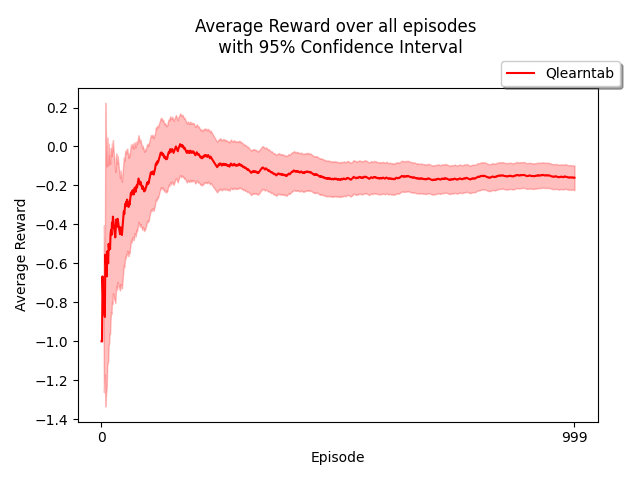 Average Reward over all episodes
with 95% Confidence Interval
Qlearntab
0.2
0.0
−0.2
−0.4
−0.6
−0.8
−1.0
−1.2
−1.4
Average Reward
0 999
Episode